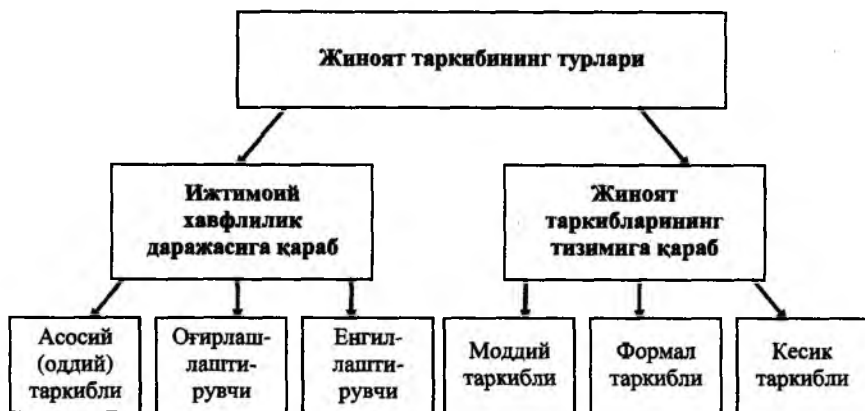 Жиноят таркибининг турлари
Ижтимоий
хавфлилик
даражасига қараб
Жиноят
таркибларининг
тизимига қараб
Асосий
(оддий)
таркибли
Оғирлаш-
лашти-
рувчи
Енгил-
лашти-
рувчи
Моддий
таркибли
Формал
таркибли
Кесик
таркибли